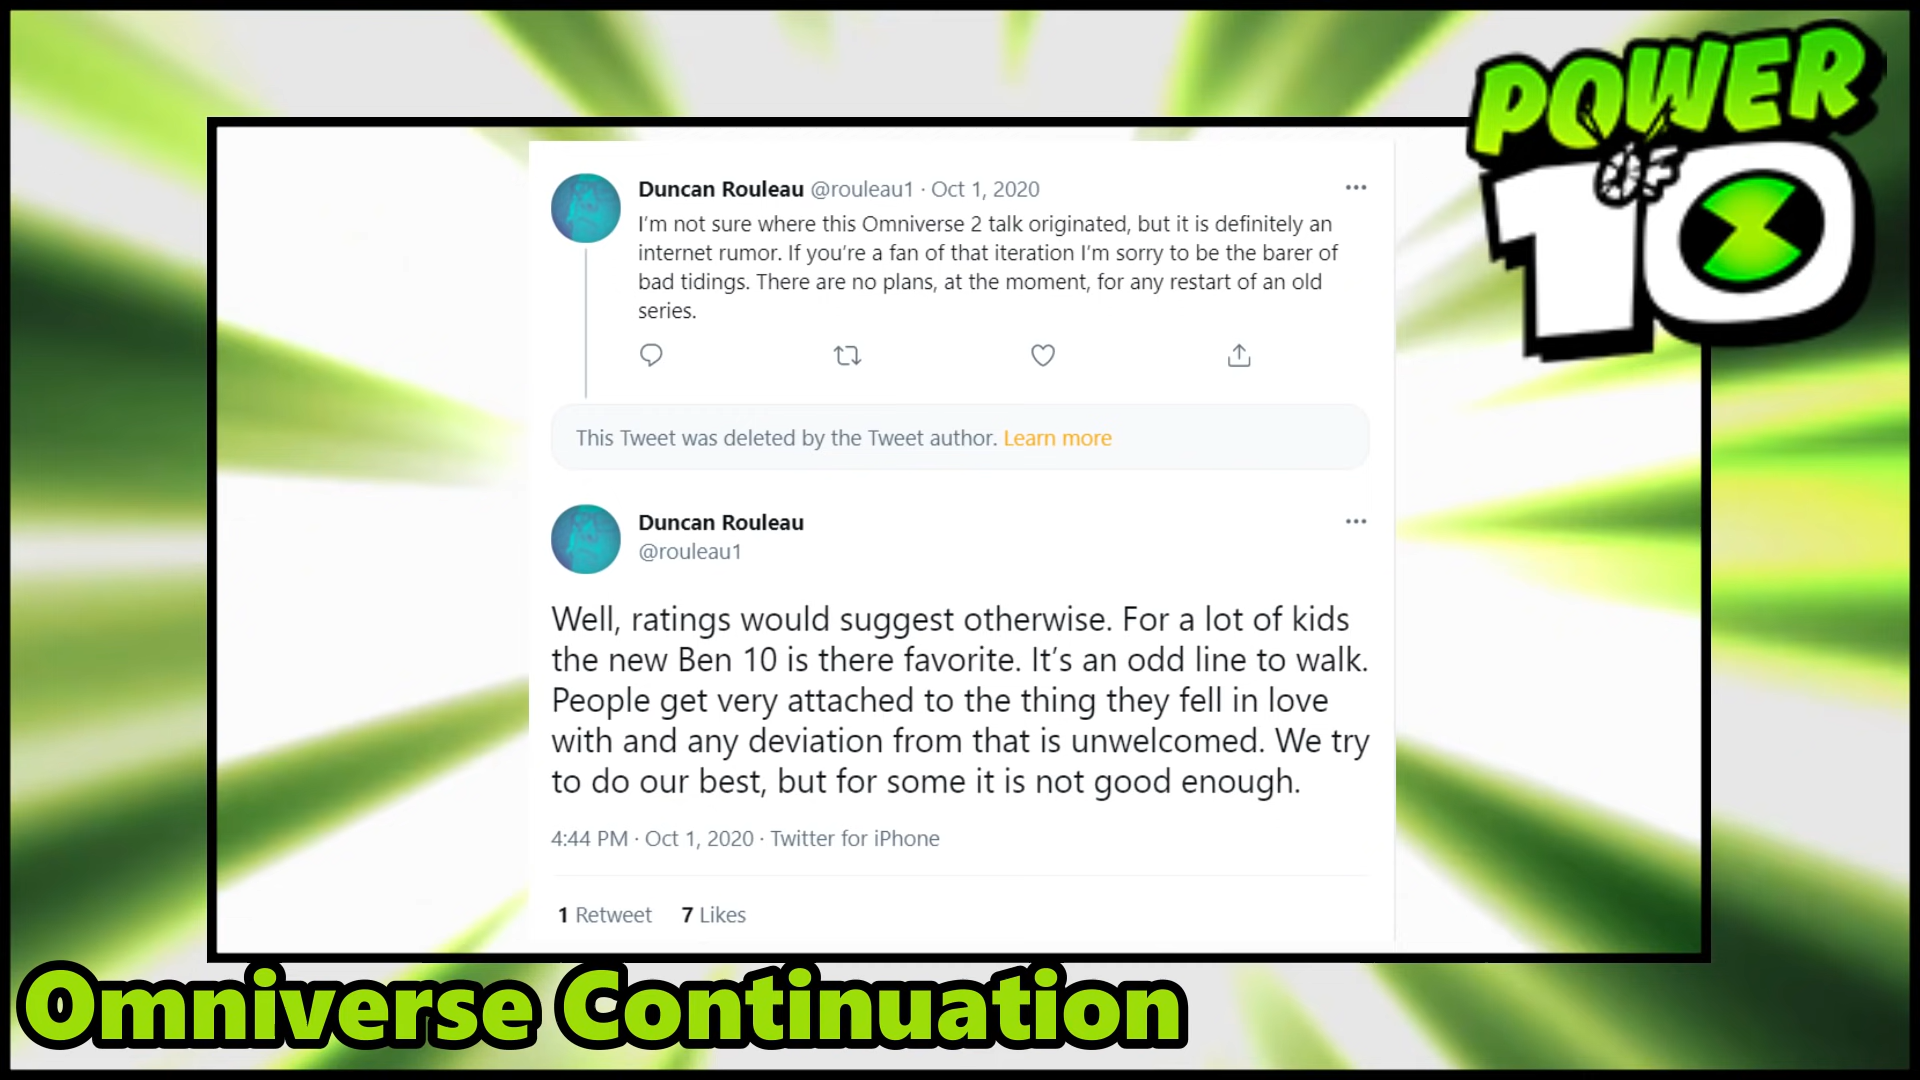 POWER
OF
10
Duncan Rouleau @rouleau1 · Oct 1, 2020
I'm not sure where this Omniverse 2 talk originated, but it is definitely an
internet rumor. If you're a fan of that iteration I'm sorry to be the barer of
bad tidings. There are no plans, at the moment, for any restart of an old
series.
This Tweet was deleted by the Tweet author. Learn more
Duncan Rouleau
@rouleau1
Well, ratings would suggest otherwise. For a lot of kids
the new Ben 10 is there favorite. It's an odd line to walk.
People get very attached to the thing they fell in love
with and any deviation from that is unwelcomed. We try
to do our best, but for some it is not good enough.
4:44 PM · Oct 1, 2020 · Twitter for iPhone
1 Retweet 7 Likes
Omniverse Continuation